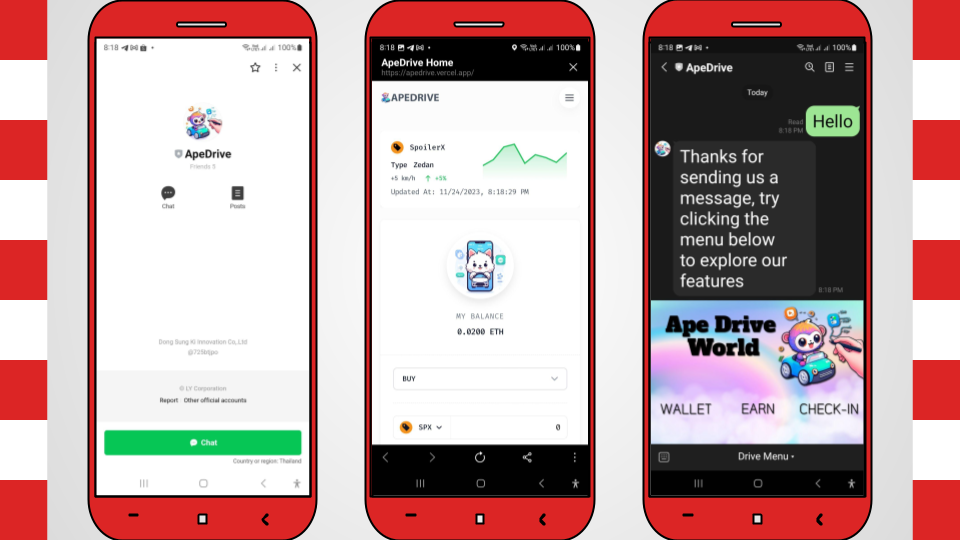 8:18
100%
ApeDrive
Friends 5
Chat
Posts
Dong Sung Ki Innovation Co,.Ltd
© LY Corporation
Report Other official accounts
Chat
Country or region: Thailand
8:18
100%
ApeDrive Home
https://apedrive.vercel.app/
APEDRIVE
SpoilerX
Type Zedan
+5 km/h ↑ +5%
Updated At: 11/24/2023, 8:18:29 PM
MY BALANCE
0.0200 ETH
BUY
SPX 0
8:18
100%
ApeDrive
Today
Hello
Read
8:18 PM
Thanks for
sending us a
message, try
clicking the
menu below
to explore our
features
8:18 PM
Ape Drive
World
WALLET EARN CHECK-IN
Drive Menu